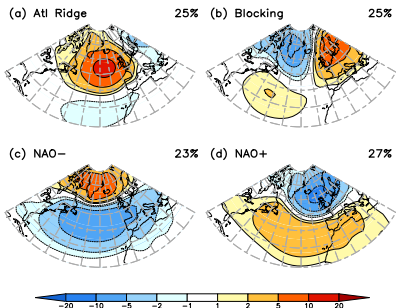 (a) Atl Ridge 25%
(b) Blocking 25%
(c) NAO− 23%
(d) NAO+ 27%
−20 −10 −5 −2 −1 1 2 5 10 20